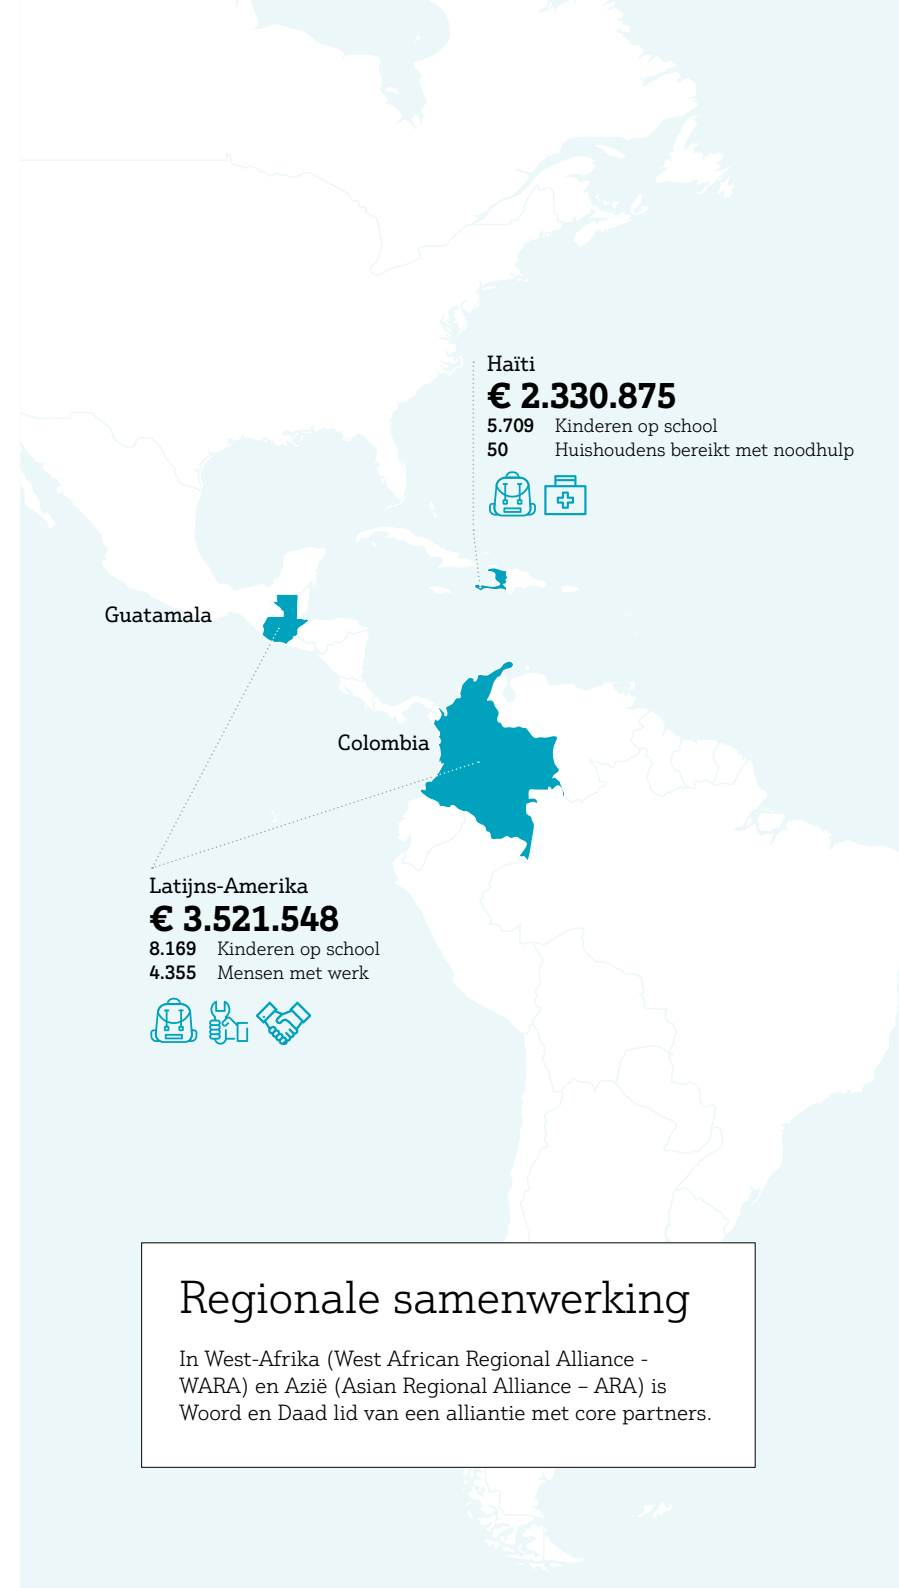 Haïti
€ 2.330.875
5.709 Kinderen op school
50 Huishoudens bereikt met noodhulp
Guatamala
Colombia
Latijns-Amerika
€ 3.521.548
8.169 Kinderen op school
4.355 Mensen met werk
Regionale samenwerking
In West-Afrika (West African Regional Alliance -
WARA) en Azië (Asian Regional Alliance – ARA) is
Woord en Daad lid van een alliantie met core partners.